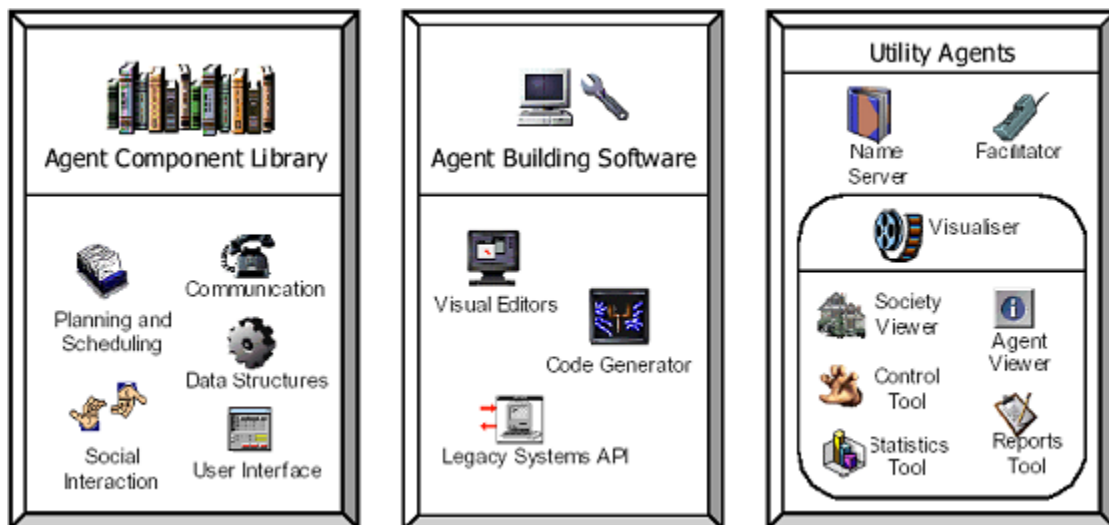 Agent Component Library
Planning and
Scheduling
Communication
Data Structures
Social
Interaction
User Interface
Agent Building Software
Visual Editors
Code Generator
Legacy Systems API
Utility Agents
Name
Server
Facilitator
Visualiser
Society
Viewer
Agent
Viewer
Control
Tool
Statistics
Tool
Reports
Tool